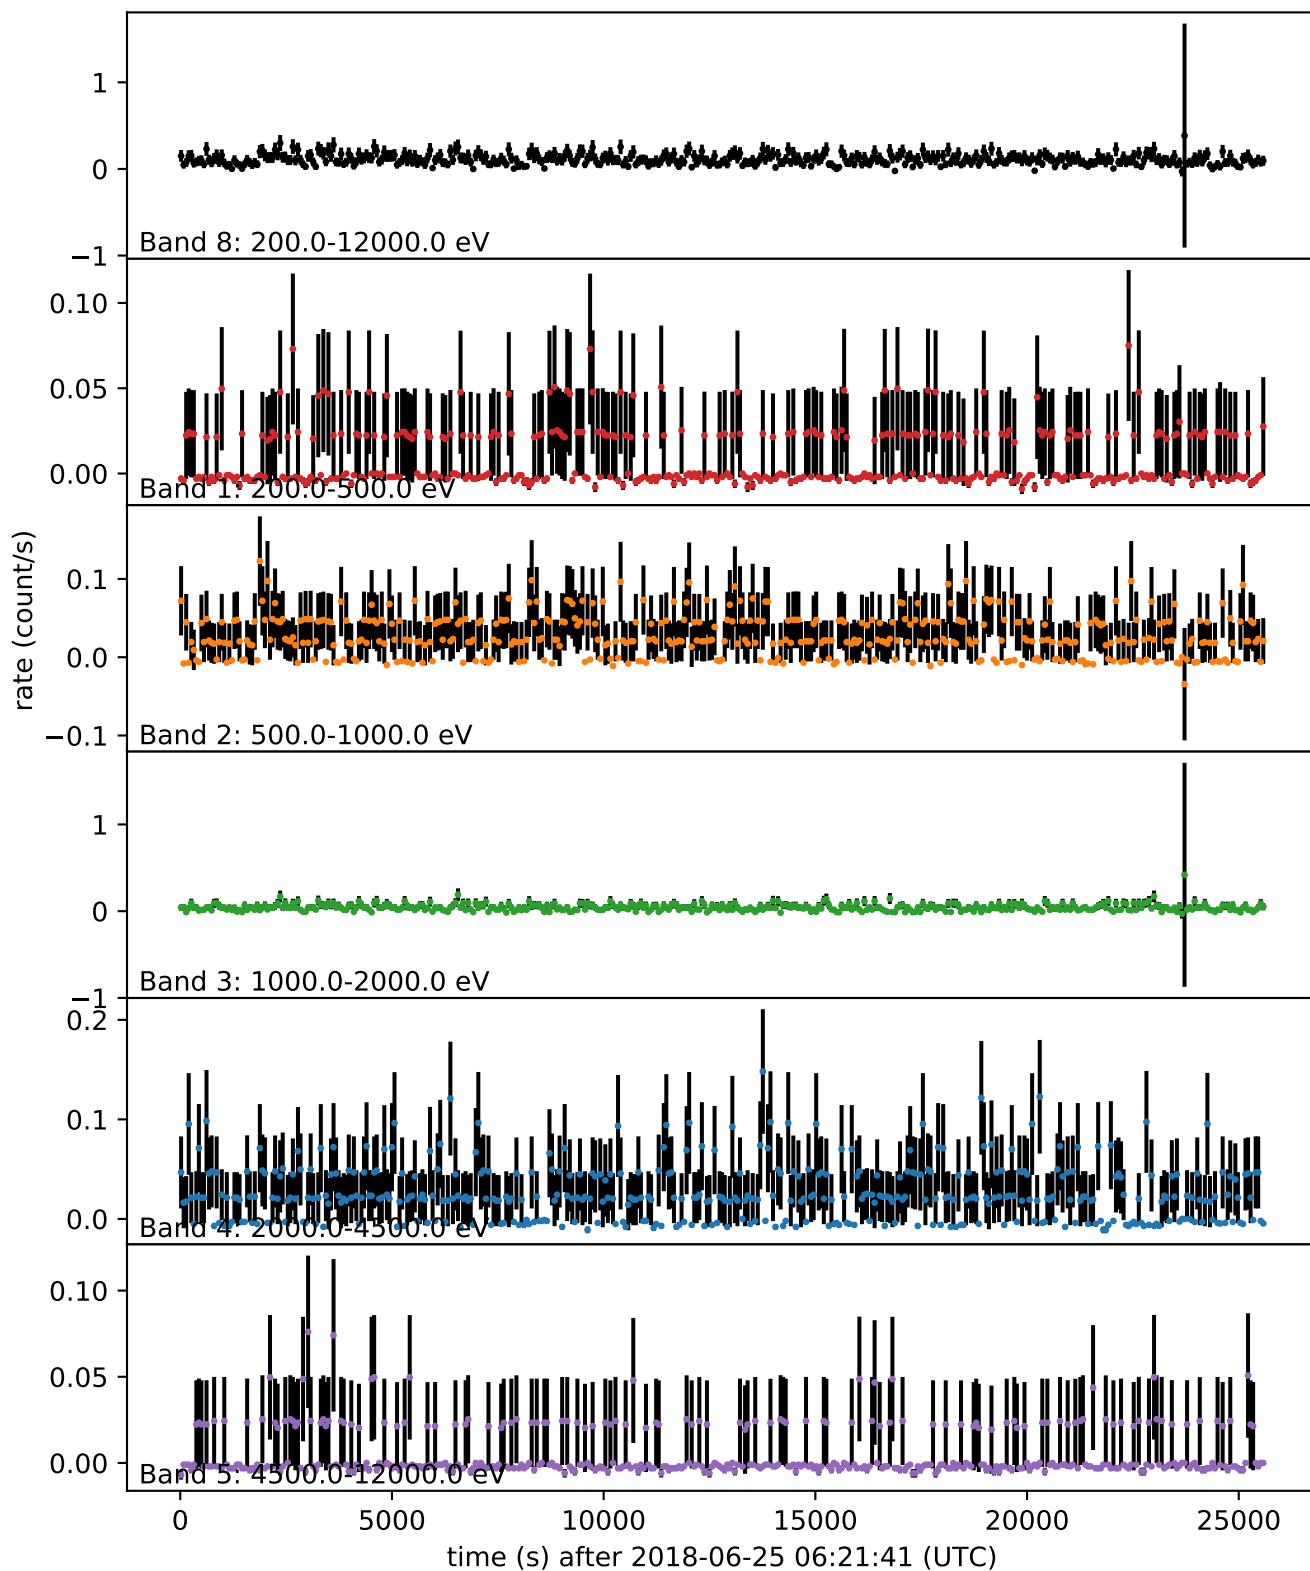 1
0
−1
Band 8: 200.0-12000.0 eV
0.10
0.05
0.00
Band 1: 200.0-500.0 eV
0.1
0.0
−0.1
Band 2: 500.0-1000.0 eV
rate (count/s)
1
0
−1
Band 3: 1000.0-2000.0 eV
0.2
0.1
0.0
Band 4: 2000.0-4500.0 eV
0.10
0.05
0.00
Band 5: 4500.0-12000.0 eV
0 5000 10000 15000 20000 25000
time (s) after 2018-06-25 06:21:41 (UTC)